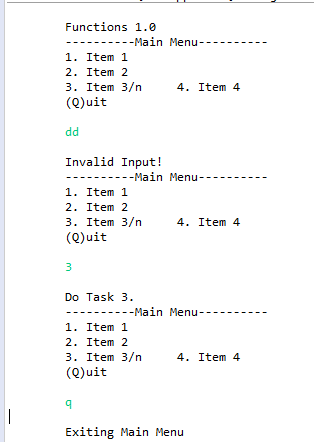 Functions 1.0
----------Main Menu----------
1. Item 1
2. Item 2
3. Item 3/n     4. Item 4
(Q)uit
dd
Invalid Input!
----------Main Menu----------
1. Item 1
2. Item 2
3. Item 3/n     4. Item 4
(Q)uit
3
Do Task 3.
----------Main Menu----------
1. Item 1
2. Item 2
3. Item 3/n     4. Item 4
(Q)uit
q
Exiting Main Menu